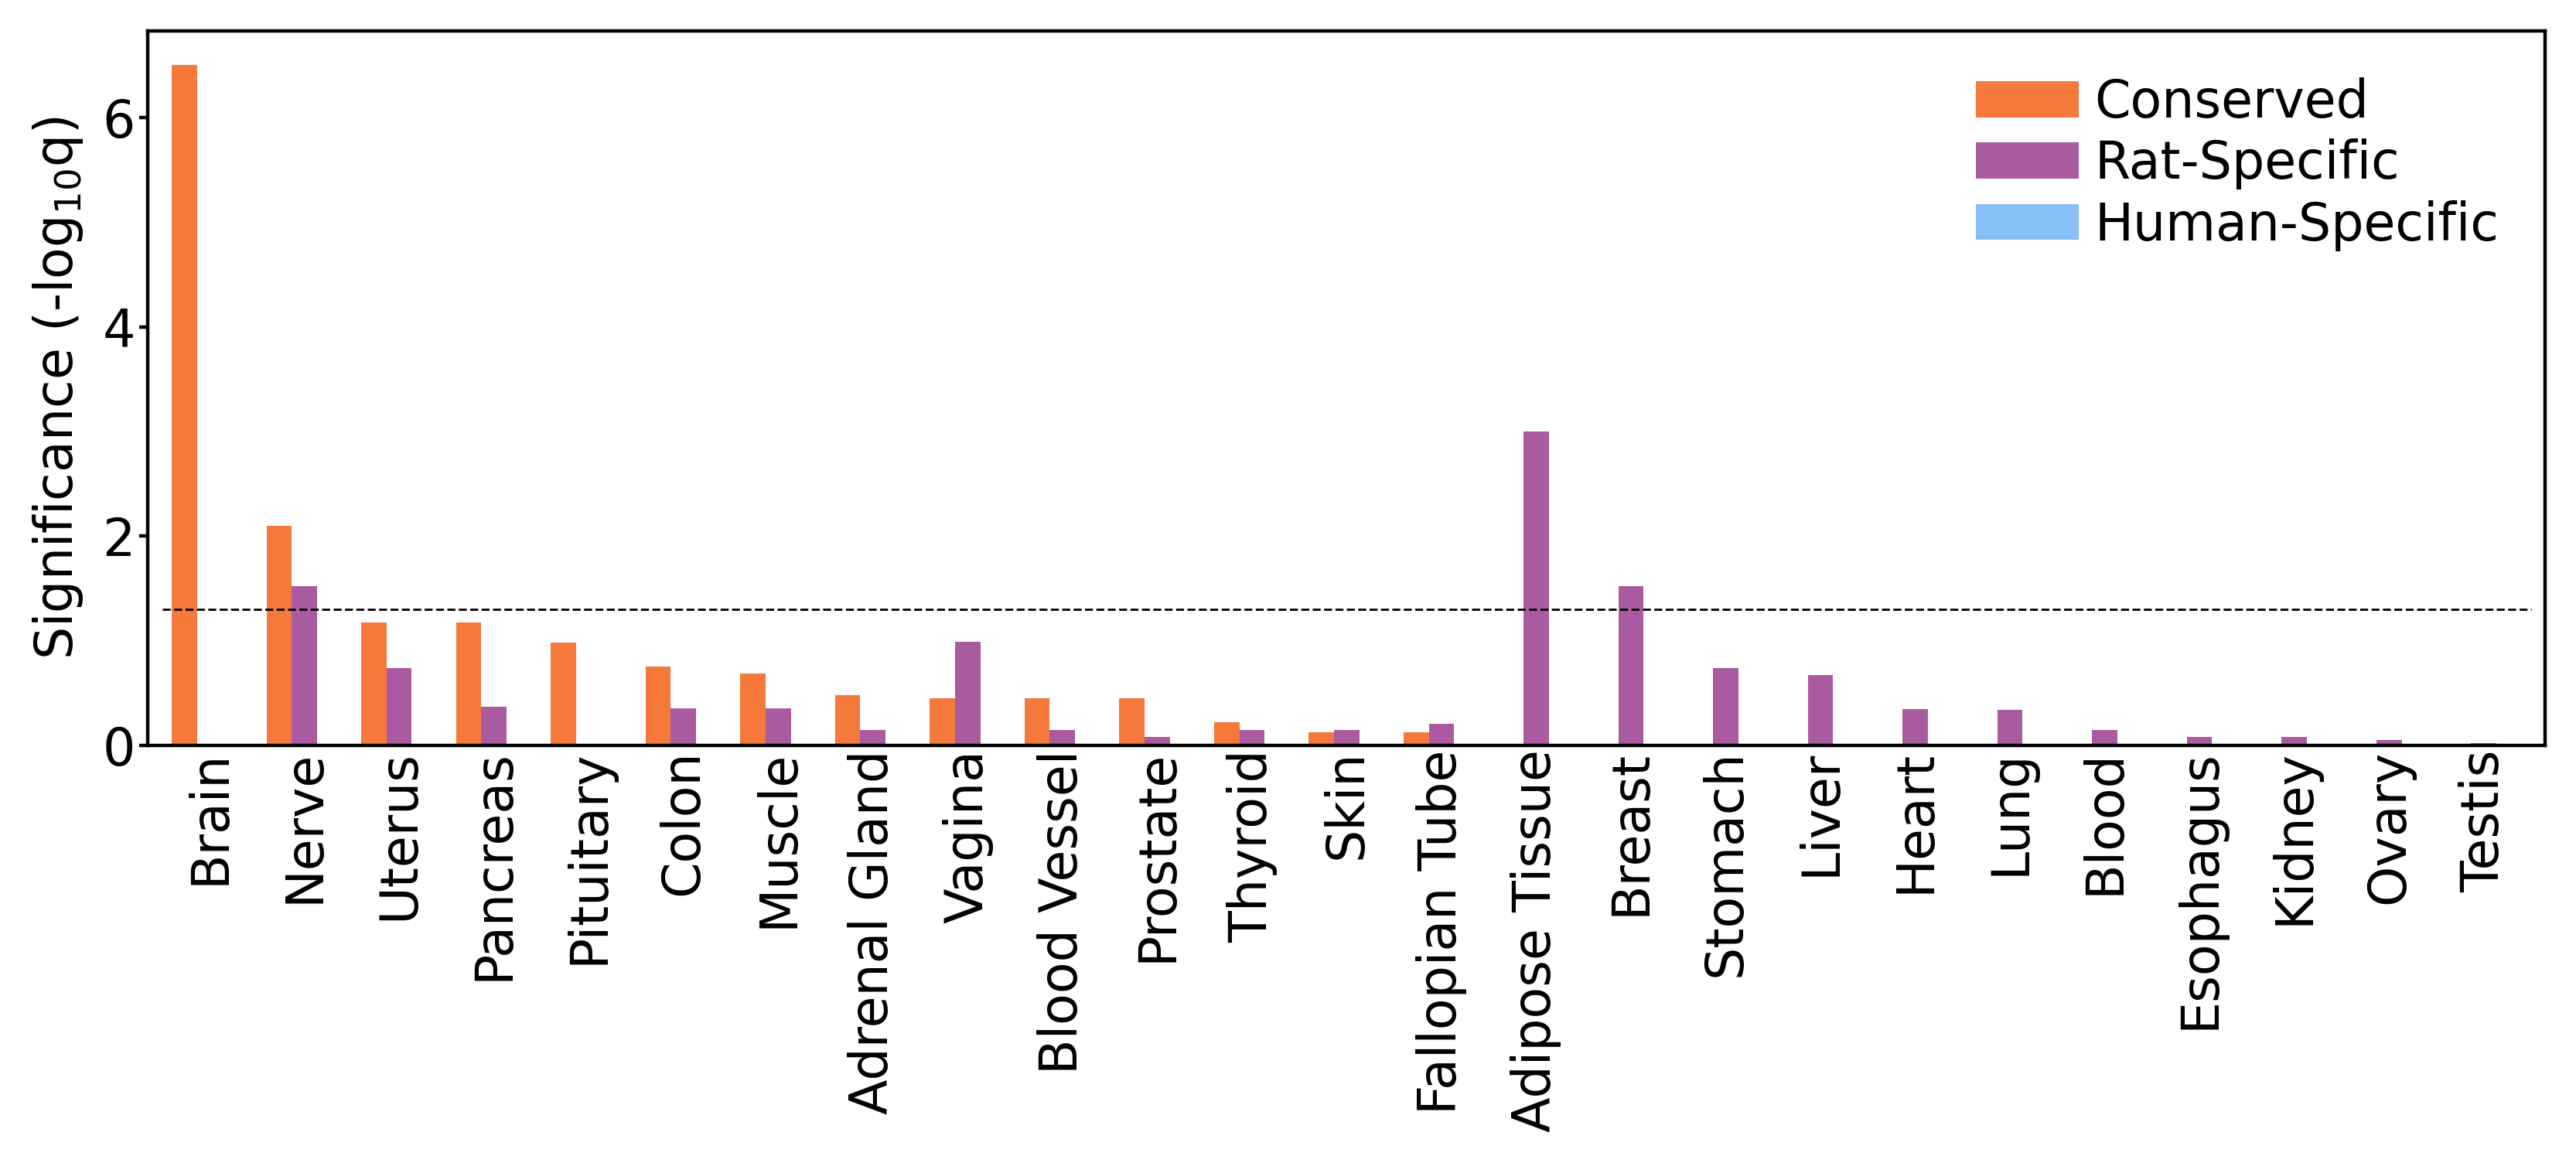 Significance (-log10q)
6
4
2
0
Conserved
Rat-Specific
Human-Specific
Brain
Nerve
Uterus
Pancreas
Pituitary
Colon
Muscle
Adrenal Gland
Vagina
Blood Vessel
Prostate
Thyroid
Skin
Fallopian Tube
Adipose Tissue
Breast
Stomach
Liver
Heart
Lung
Blood
Esophagus
Kidney
Ovary
Testis